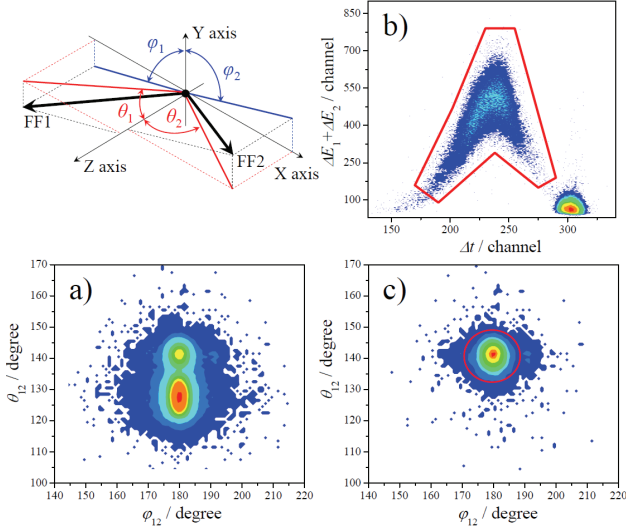 Y axis
φ1
φ2
θ1
θ2
FF1
FF2
Z axis
X axis
b)
850
700
550
400
250
100
ΔE1+ΔE2 / channel
150 200 250 300
Δt / channel
a)
170
160
150
140
130
120
110
100
90
θ12 / degree
140 150 160 170 180 190 200 210 220
φ12 / degree
c)
170
160
150
140
130
120
110
100
90
θ12 / degree
140 150 160 170 180 190 200 210 220
φ12 / degree